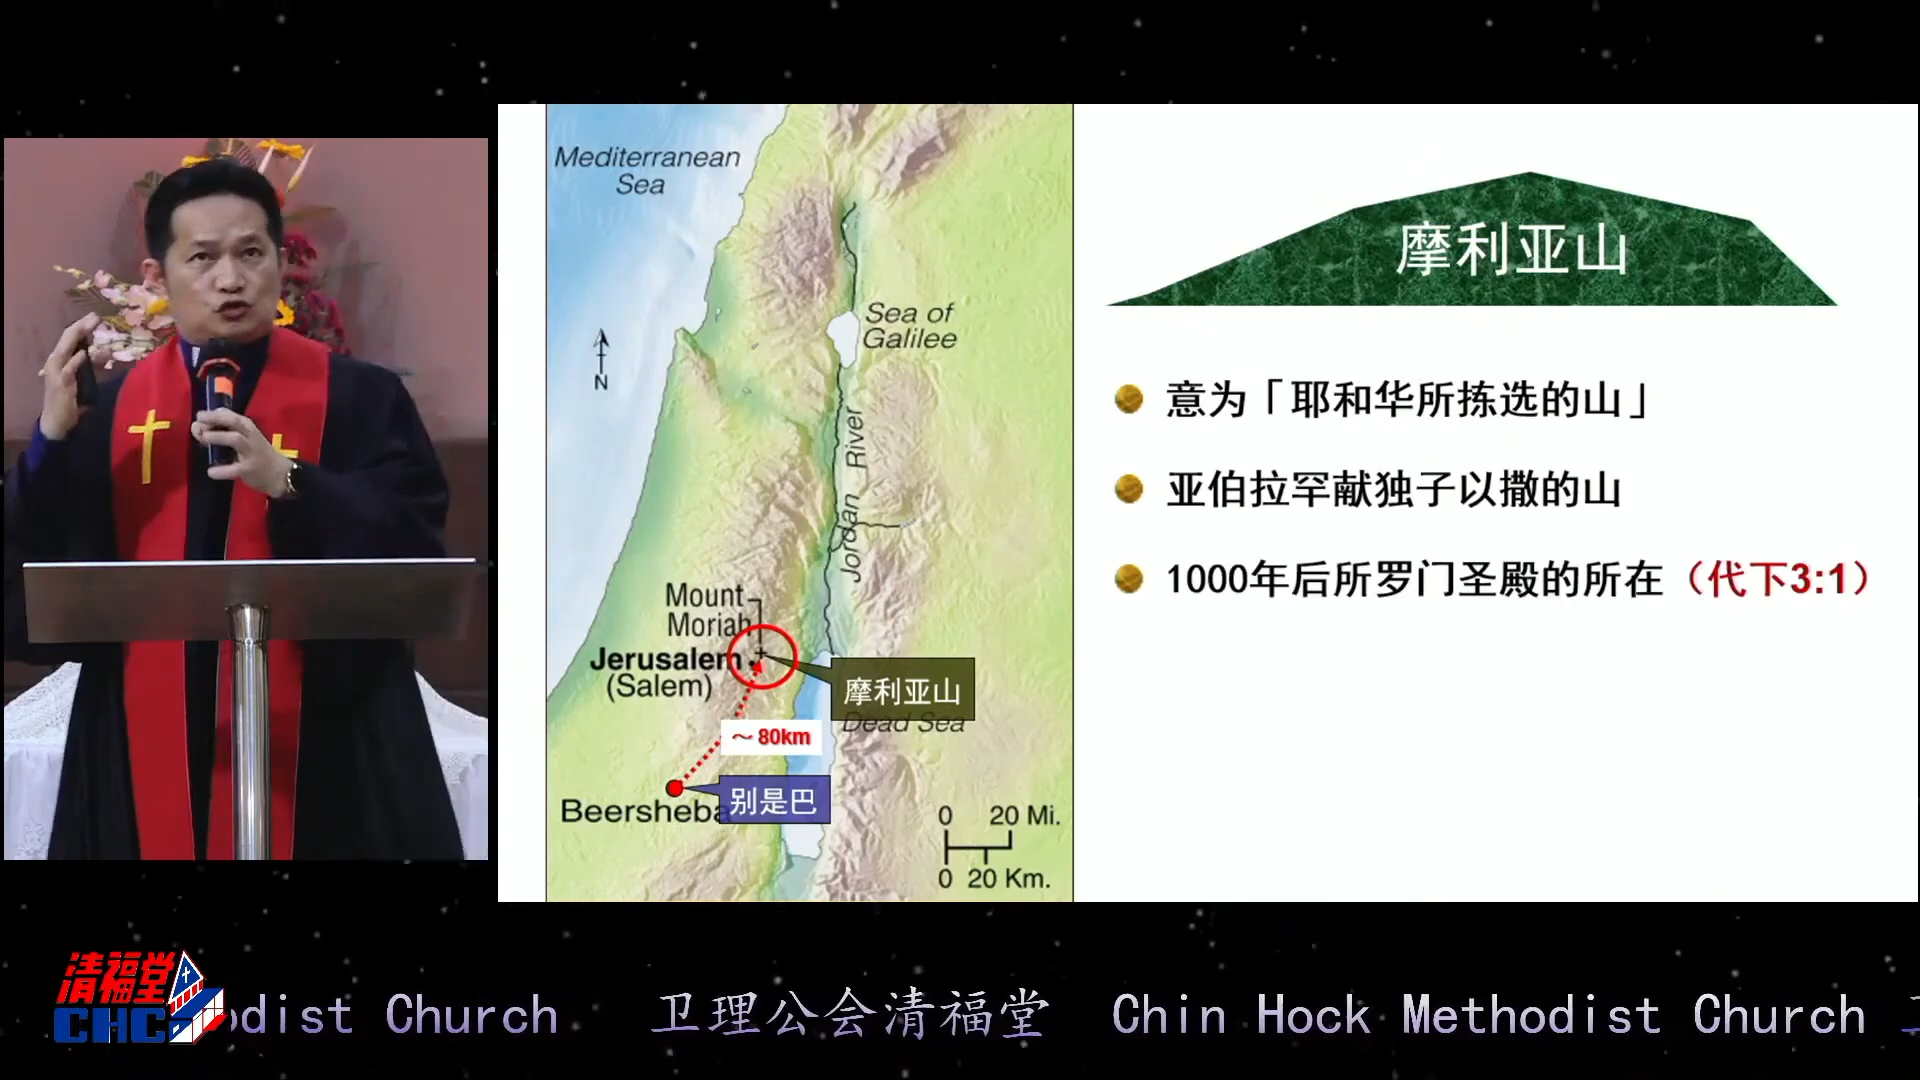 Mediterranean
Sea
Sea of
Galilee
N
Jordan River
Mount
Moriah
Jerusalem
(Salem)
摩利亚山
Dead Sea
～80km
Beersheba
别是巴
0 20 Mi.
0 20 Km.
摩利亚山
意为「耶和华所拣选的山」
亚伯拉罕献独子以撒的山
1000年后所罗门圣殿的所在（代下3:1）
清福堂
CHC
odist Church 卫理公会清福堂 Chin Hock Methodist Church